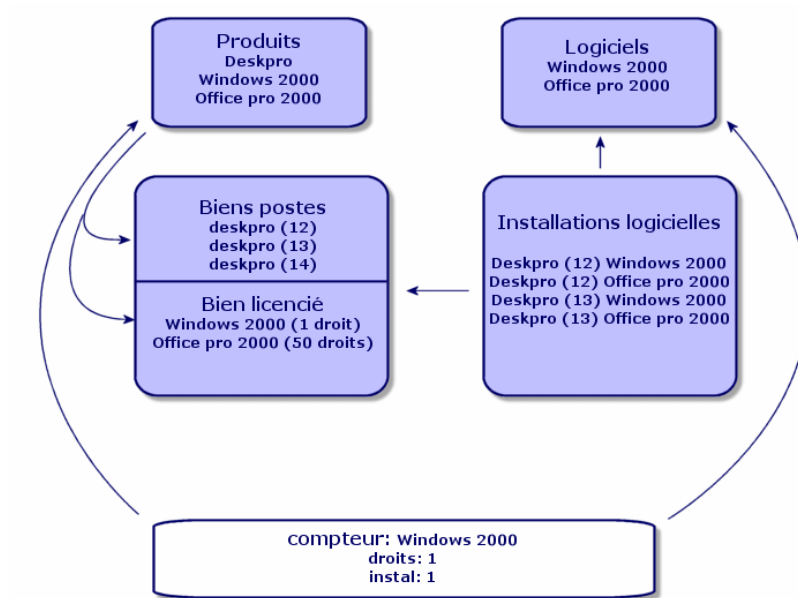 Produits
Deskpro
Windows 2000
Office pro 2000
Logiciels
Windows 2000
Office pro 2000
Biens postes
deskpro (12)
deskpro (13)
deskpro (14)
Bien licencié
Windows 2000 (1 droit)
Office pro 2000 (50 droits)
Installations logicielles
Deskpro (12) Windows 2000
Deskpro (12) Office pro 2000
Deskpro (13) Windows 2000
Deskpro (13) Office pro 2000
compteur: Windows 2000
droits: 1
instal: 1